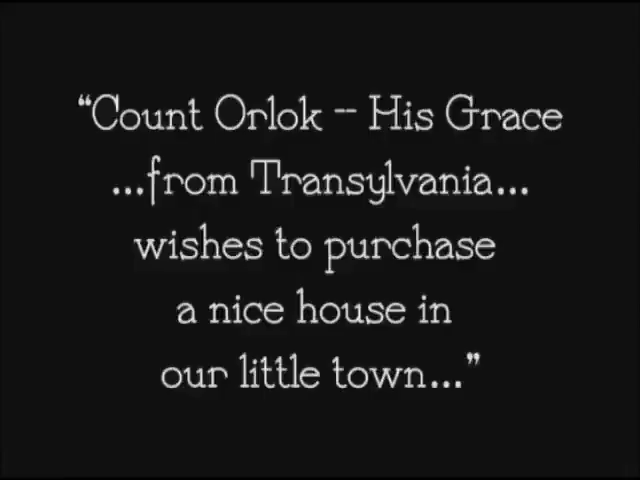 “Count Orlok -- His Grace
...from Transylvania...
wishes to purchase
a nice house in
our little town...”